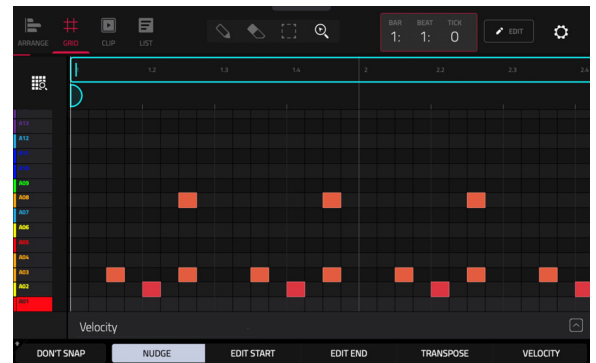 BAR BEAT TICK
1: 1: 0
EDIT
ARRANGE GRID CLIP LIST
1.2 1.3 1.4 2 2.2 2.3 2.4
A13
A12
A09
A08
A07
A06
A05
A04
A03
A02
A01
Velocity
DON'T SNAP NUDGE EDIT START EDIT END TRANSPOSE VELOCITY